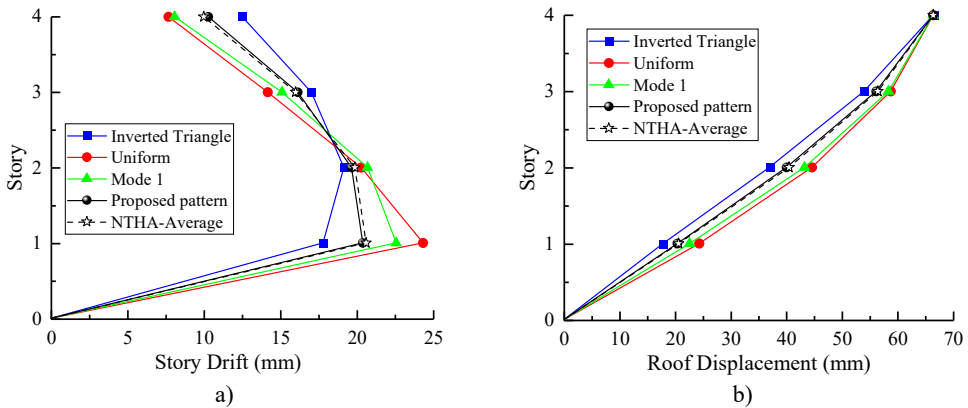 4
3
2
1
0
Story
Inverted Triangle
Uniform
Mode 1
Proposed pattern
NTHA-Average
0 5 10 15 20 25
Story Drift (mm)
a)
4
3
2
1
0
Story
Inverted Triangle
Uniform
Mode 1
Proposed pattern
NTHA-Average
0 10 20 30 40 50 60 70
Roof Displacement (mm)
b)